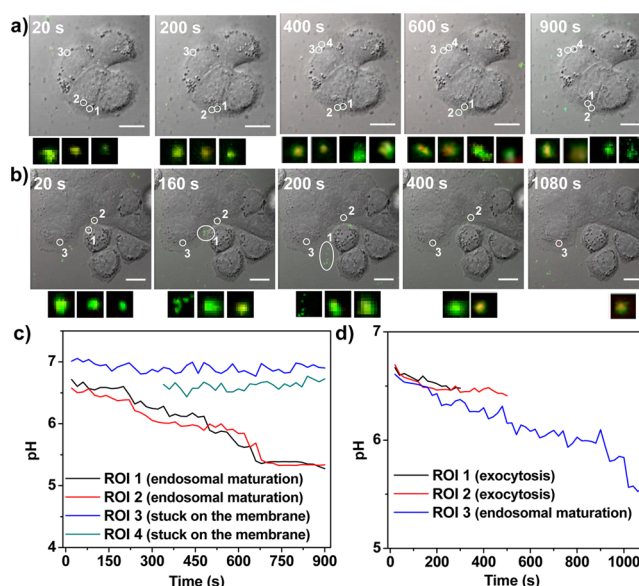 a)
20 s
3
2
1
200 s
3
2
1
400 s
3
4
2
1
600 s
3
4
2
1
900 s
3
4
1
2
b)
20 s
2
1
3
160 s
2
1
3
200 s
2
1
3
400 s
2
3
1080 s
3
c)
8
7
6
5
4
pH
ROI 1 (endosomal maturation)
ROI 2 (endosomal maturation)
ROI 3 (stuck on the membrane)
ROI 4 (stuck on the membrane)
0 150 300 450 600 750 900
Time (s)
d)
7
6
5
pH
ROI 1 (exocytosis)
ROI 2 (exocytosis)
ROI 3 (endosomal maturation)
0 200 400 600 800 1000
Time (s)